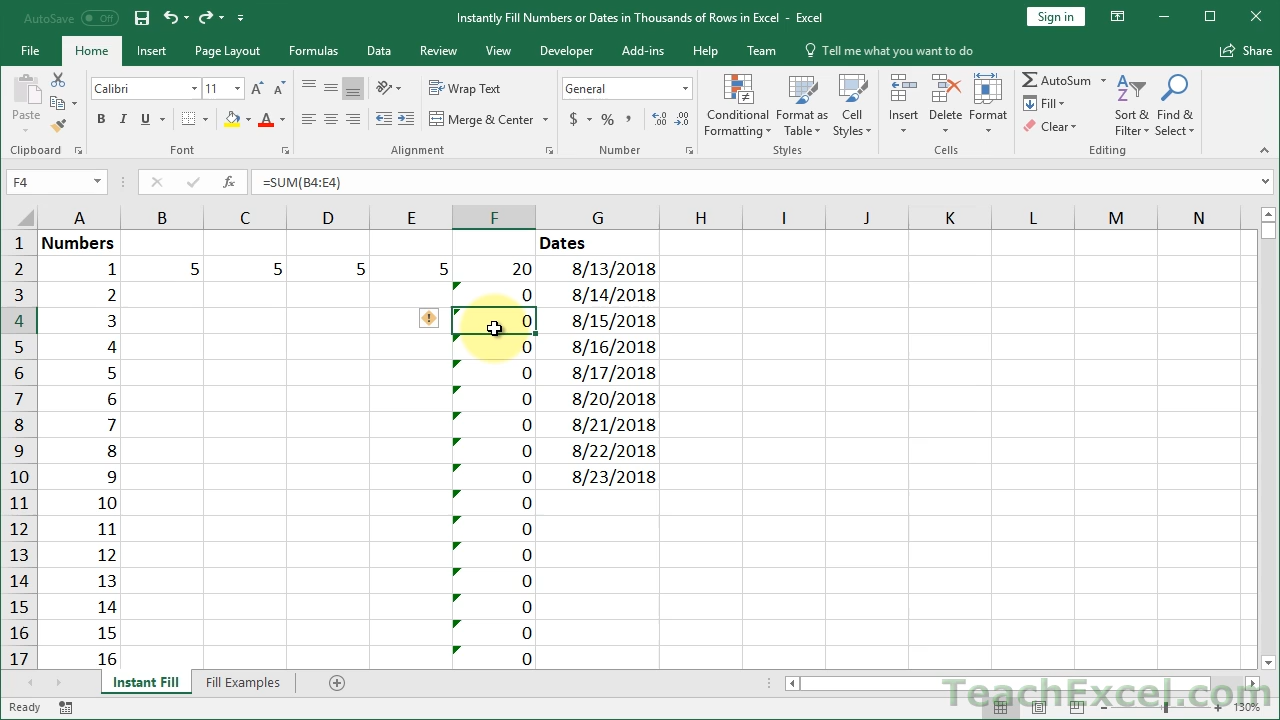 AutoSave Off Instantly Fill Numbers or Dates in Thousands of Rows in Excel - Excel Sign in
File Home Insert Page Layout Formulas Data Review View Developer Add-ins Help Team Tell me what you want to do Share
Paste
Clipboard
Calibri 11
B I U A
Font
Wrap Text
Merge & Center
Alignment
General
$ % ,
Number
Conditional Formatting
Format as Table
Cell Styles
Styles
Insert Delete Format
Cells
AutoSum
Fill
Clear
Sort & Filter
Find & Select
Editing
F4 fx =SUM(B4:E4)
A B C D E F G H I J K L M N
1 Numbers Dates
2 1 5 5 5 5 20 8/13/2018
3 2 0 8/14/2018
4 3 0 8/15/2018
5 4 0 8/16/2018
6 5 0 8/17/2018
7 6 0 8/20/2018
8 7 0 8/21/2018
9 8 0 8/22/2018
10 9 0 8/23/2018
11 10 0
12 11 0
13 12 0
14 13 0
15 14 0
16 15 0
17 16 0
Instant Fill Fill Examples
TeachExcel.com
Ready 130%